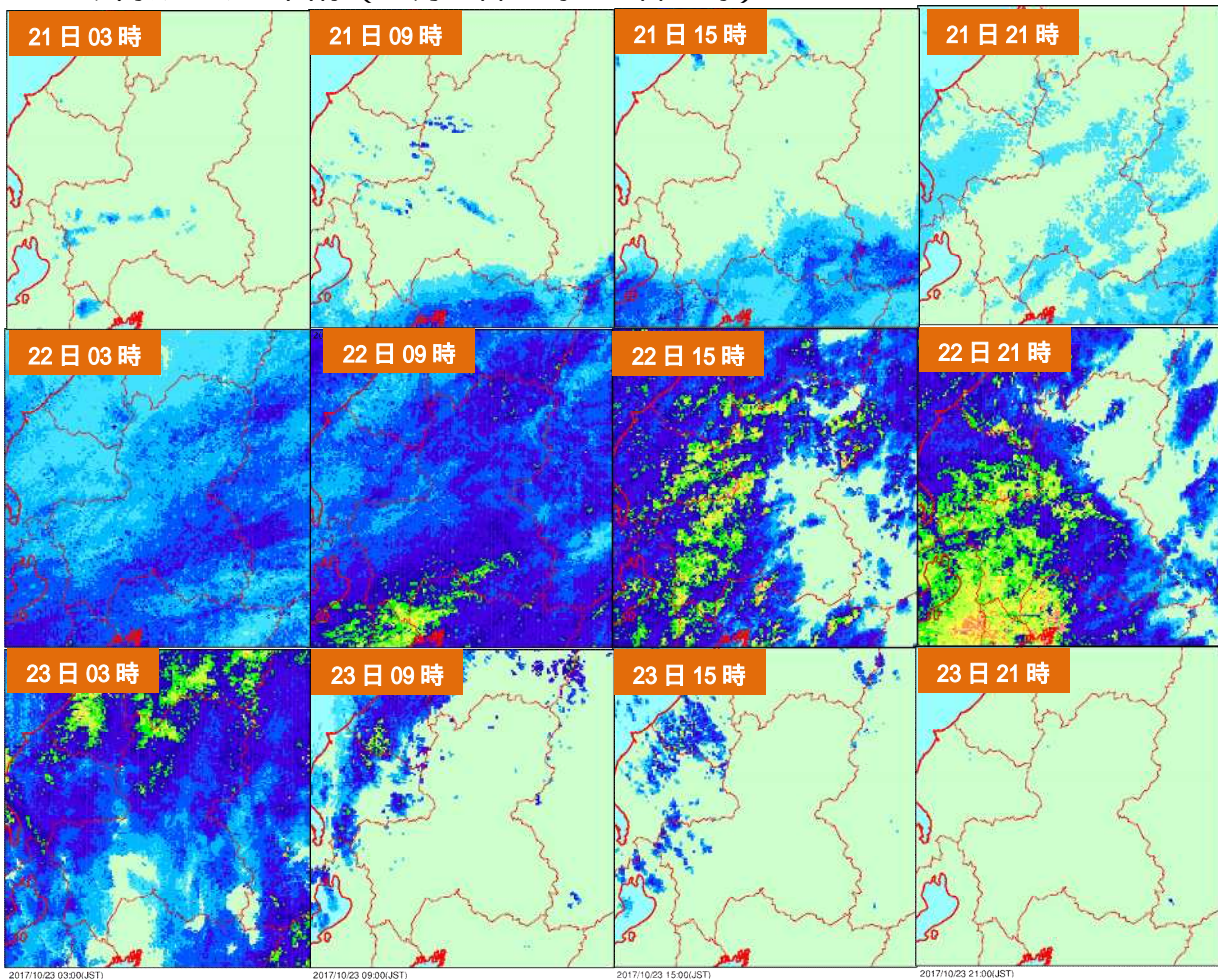 21日03時
21日09時
21日15時
21日21時
22日03時
22日09時
22日15時
22日21時
23日03時
23日09時
23日15時
23日21時
2017/10/23 03:00(JST)
2017/10/23 09:00(JST)
2017/10/23 15:00(JST)
2017/10/23 21:00(JST)